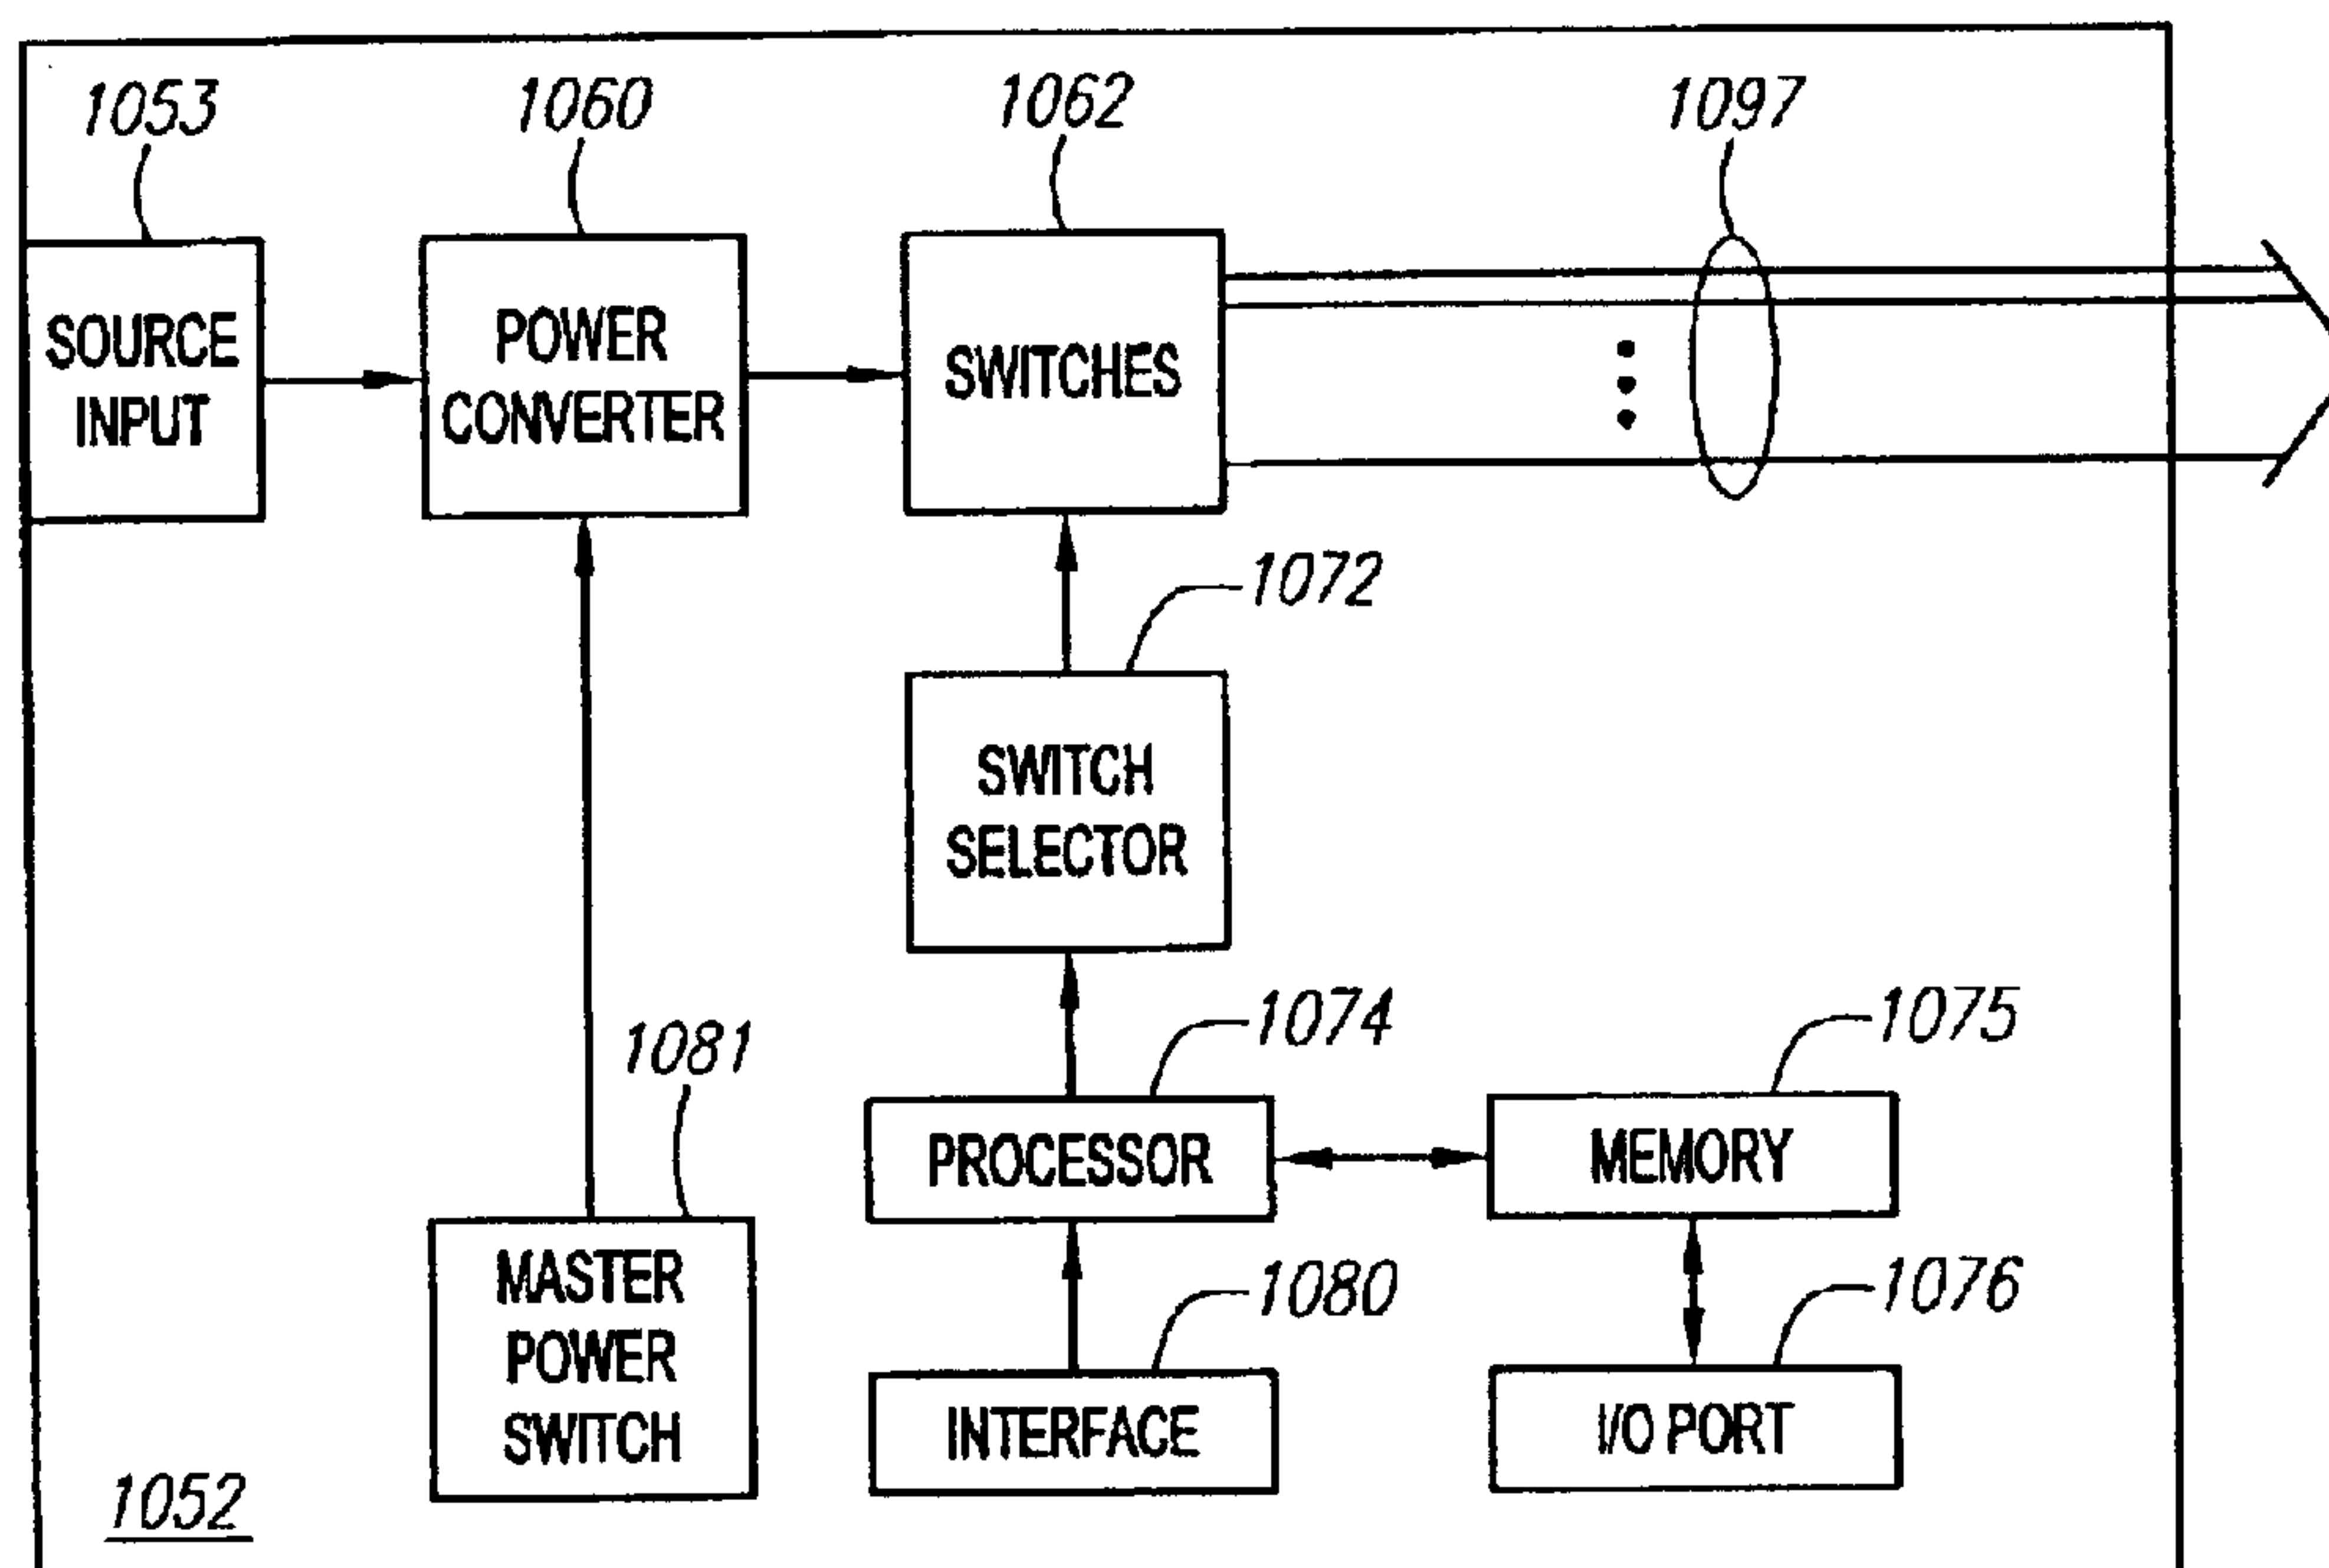 1053
1060
1062
1097
SOURCE
INPUT
POWER
CONVERTER
SWITCHES
1072
SWITCH
SELECTOR
1081
1074
1075
PROCESSOR
MEMORY
MASTER
POWER
SWITCH
1080
1076
INTERFACE
I/O PORT
1052